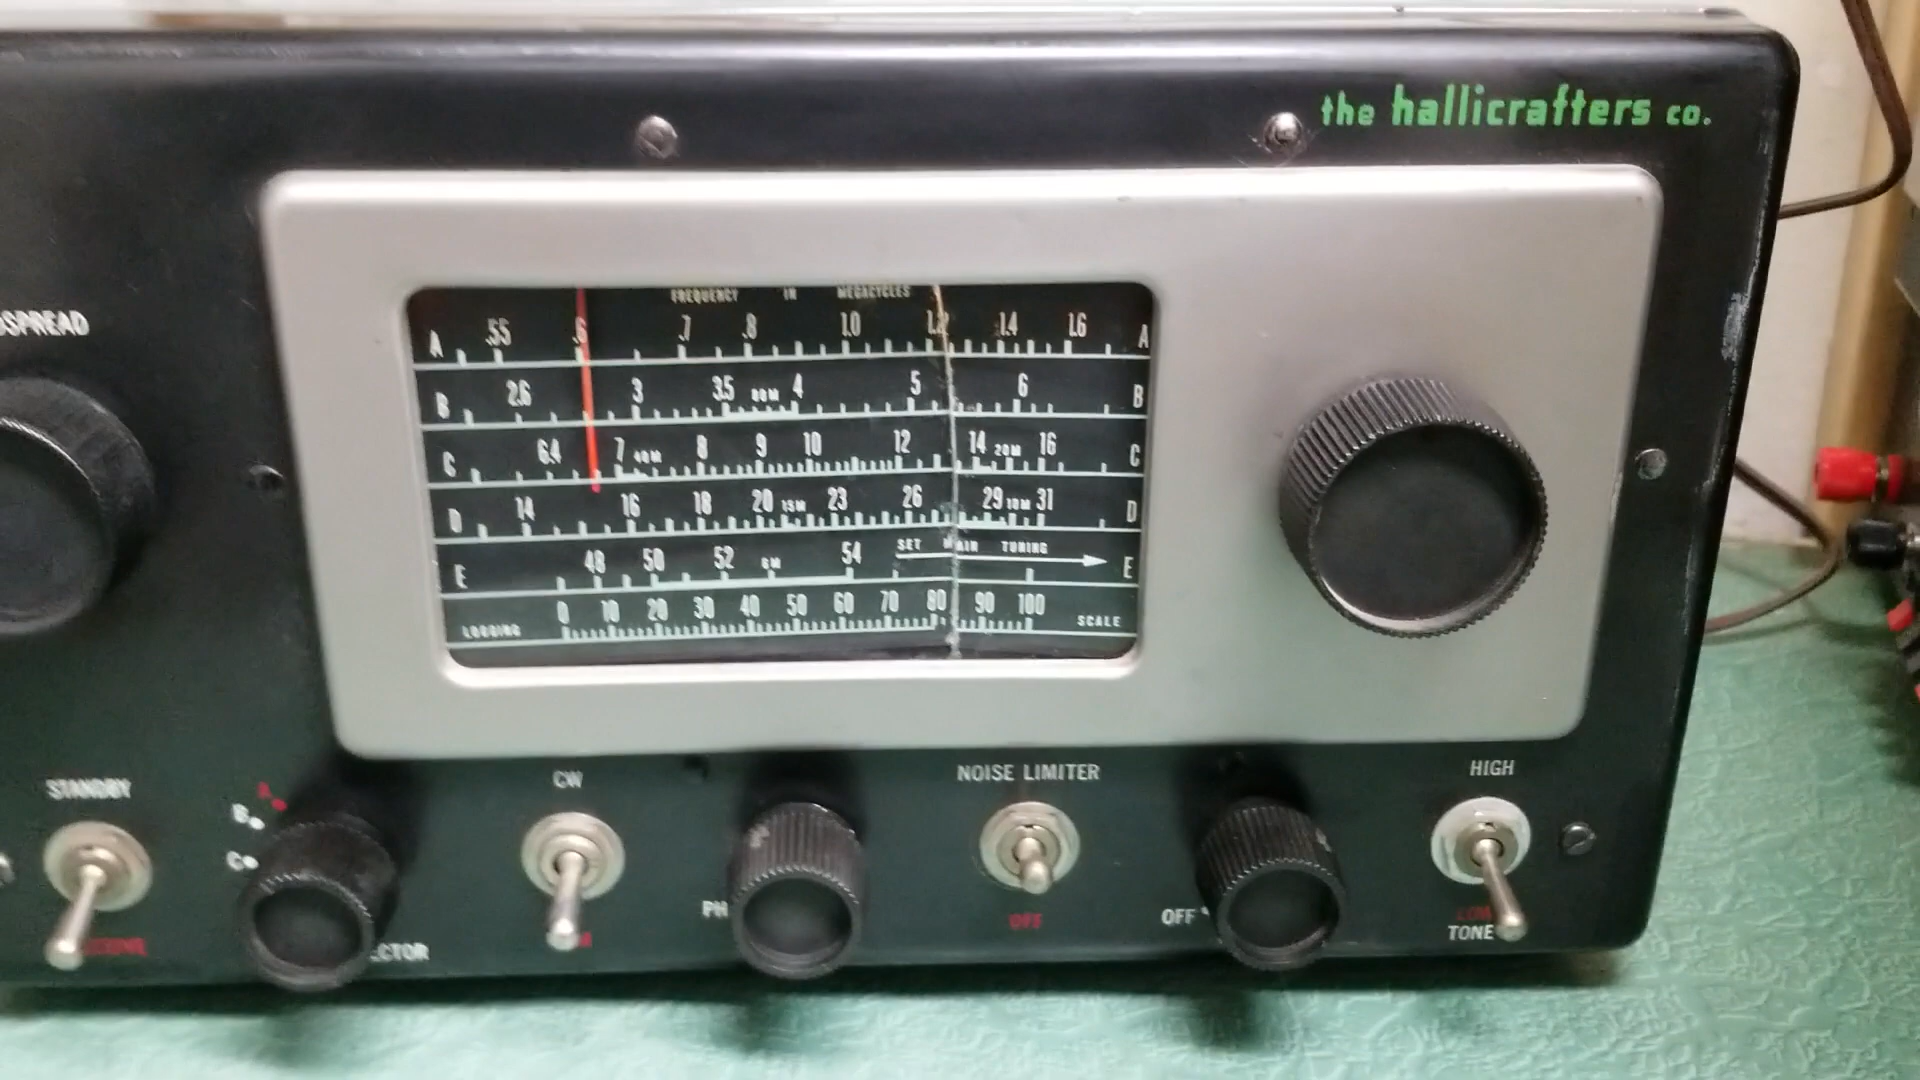 the hallicrafters co.
DSPREAD
FREQUENCY IN MEGACYCLES
A .55 .6 .7 .8 1.0 1.2 1.4 1.6 A
B 2.6 3 3.5 80M 4 5 6 B
C 6.4 7 40M 8 9 10 12 14 20M 16 C
D 14 16 18 20 15M 23 26 29 10M 31 D
SET MAIN TUNING
E 48 50 52 6M 54 E
0 10 20 30 40 50 60 70 80 90 100
LOGGING SCALE
STANDBY
CW
NOISE LIMITER
HIGH
A
B
C
PH
OFF
OFF
LOW
TONE
ECTOR